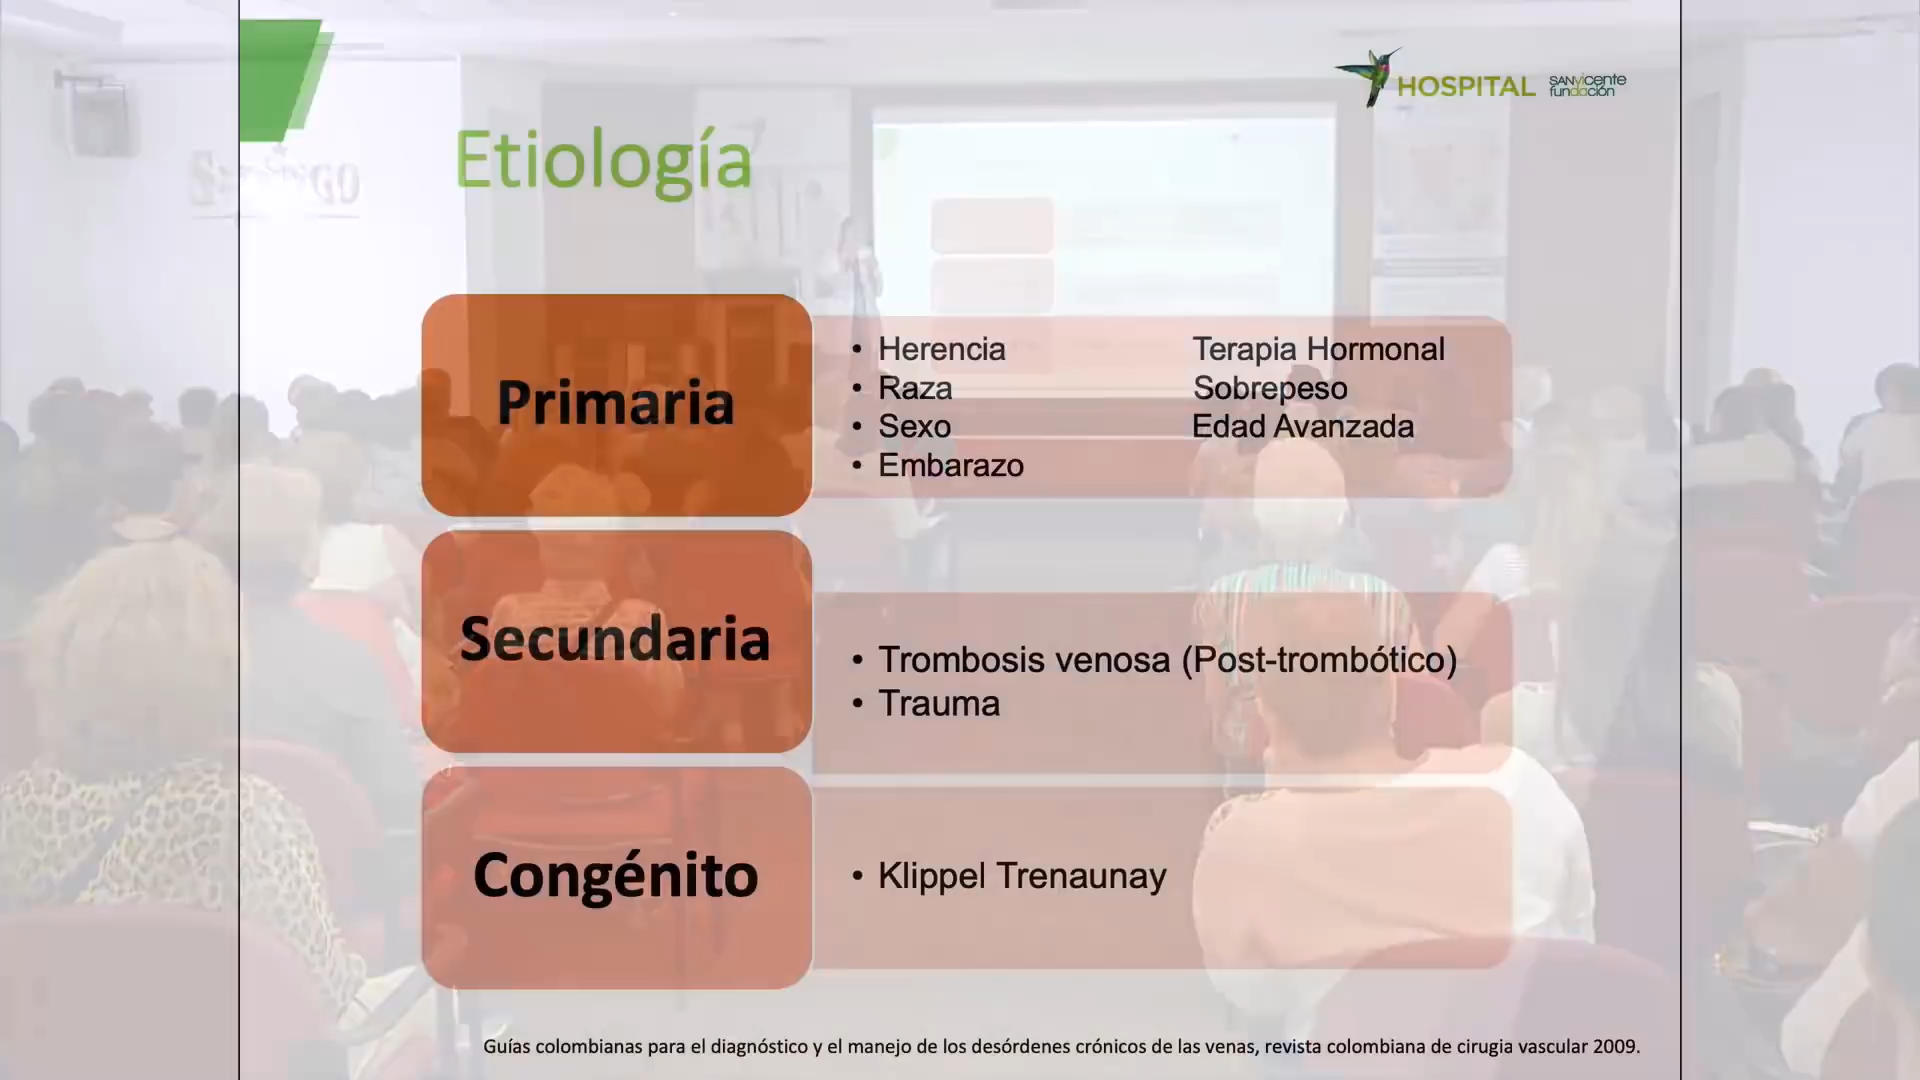 HOSPITAL SANVICENTE
fundación
Etiología
Primaria
• Herencia
• Raza
• Sexo
• Embarazo
Terapia Hormonal
Sobrepeso
Edad Avanzada
Secundaria
• Trombosis venosa (Post-trombótico)
• Trauma
Congénito
• Klippel Trenaunay
Guías colombianas para el diagnóstico y el manejo de los desórdenes crónicos de las venas, revista colombiana de cirugia vascular 2009.